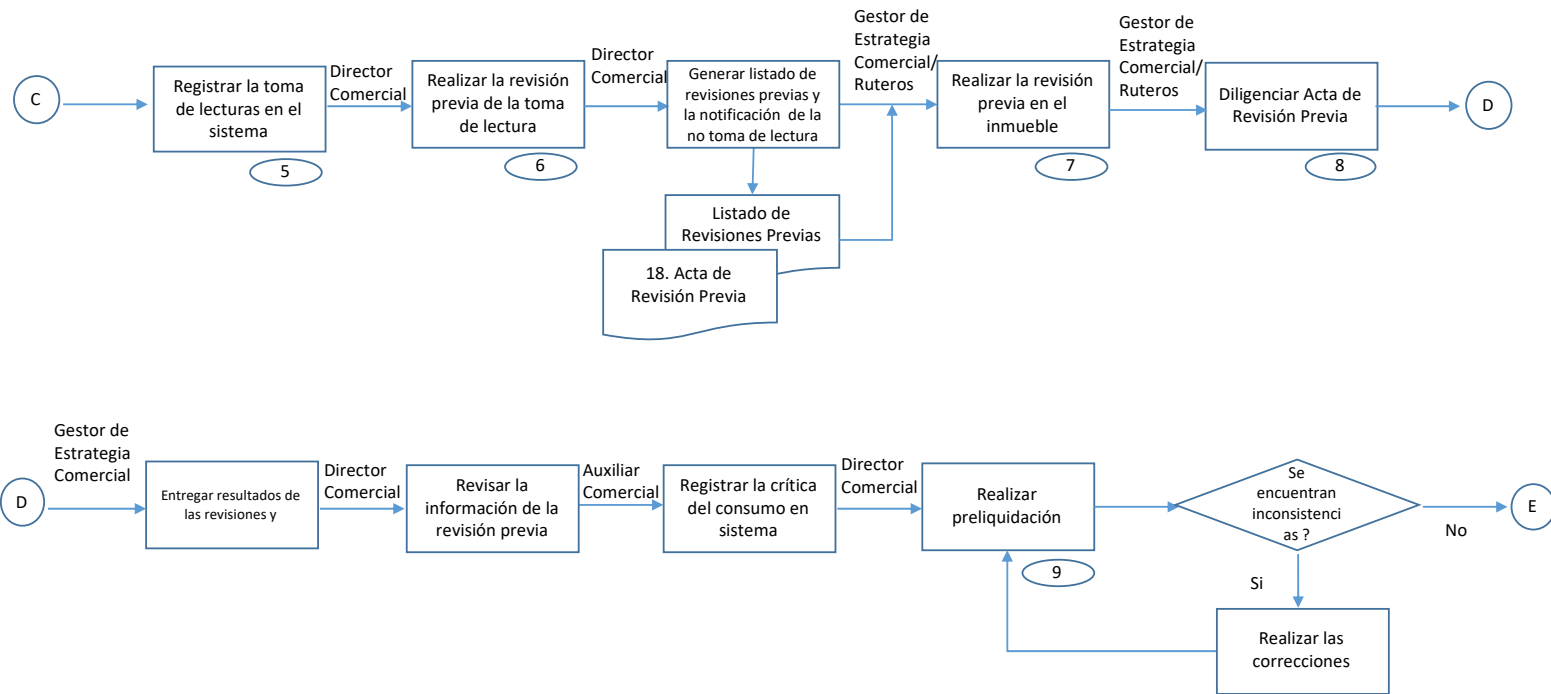 C
Registrar la toma
de lecturas en el
sistema
5
Director
Comercial
Realizar la revisión
previa de la toma
de lectura
6
Director
Comercial
Generar listado de
revisiones previas y
la notificación de la
no toma de lectura
Listado de
Revisiones Previas
18. Acta de
Revisión Previa
Gestor de
Estrategia
Comercial/
Ruteros
Realizar la revisión
previa en el
inmueble
7
Gestor de
Estrategia
Comercial/
Ruteros
Diligenciar Acta de
Revisión Previa
8
D
D
Gestor de
Estrategia
Comercial
Entregar resultados de
las revisiones y
Director
Comercial
Revisar la
información de la
revisión previa
Auxiliar
Comercial
Registrar la crítica
del consumo en
sistema
Director
Comercial
Realizar
preliquidación
9
Se
encuentran
inconsistenci
as ?
No
E
Si
Realizar las
correcciones